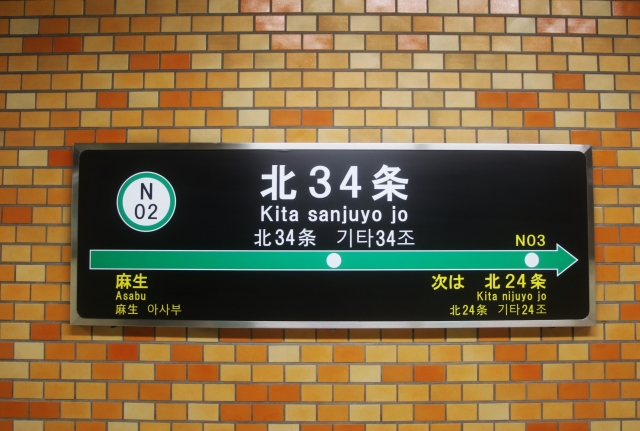 N
02
北34条
Kita sanjuyo jo
北34条 기타34조
N03
麻生
Asabu
麻生 아사부
次は 北24条
Kita nijuyo jo
北24条 기타24조